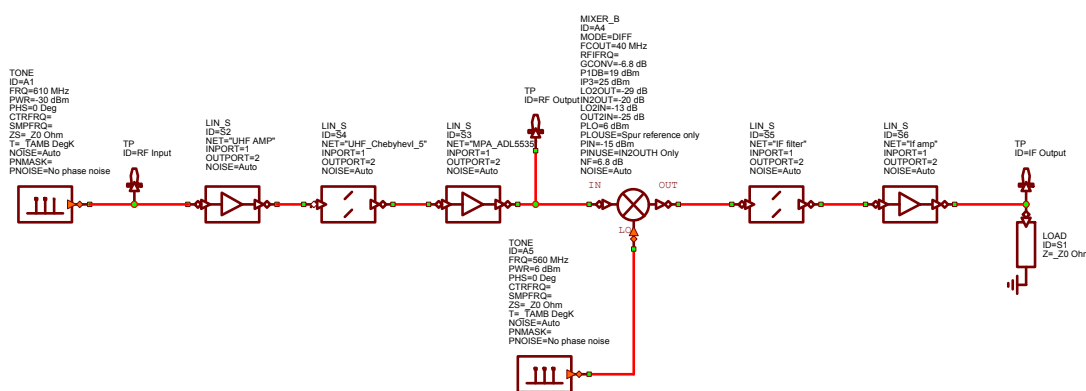 TONE
ID=A1
FRQ=610 MHz
PWR=-30 dBm
PHS=0 Deg
CTRFRQ=
SMPFRQ=
ZS=_Z0 Ohm
T=_TAMB DegK
NOISE=Auto
PNMASK=
PNOISE=No phase noise
TP
ID=RF Input
LIN_S
ID=S2
NET="UHF AMP"
INPORT=1
OUTPORT=2
NOISE=Auto
LIN_S
ID=S4
NET="UHF_Chebyhevl_5"
INPORT=1
OUTPORT=2
NOISE=Auto
LIN_S
ID=S3
NET="MPA_ADL5535
INPORT=1
OUTPORT=2
NOISE=Auto
TP
ID=RF Output
MIXER_B
ID=A4
MODE=DIFF
FCOUT=40 MHz
RFIFRQ=
GCONV=-6.8 dB
P1DB=19 dBm
IP3=25 dBm
LO2OUT=-29 dB
IN2OUT=-20 dB
LO2IN=-13 dB
OUT2IN=-25 dB
PLO=6 dBm
PLOUSE=Spur reference only
PIN=-15 dBm
PINUSE=IN2OUTH Only
NF=6.8 dB
NOISE=Auto
IN
OUT
LO
TONE
ID=A5
FRQ=560 MHz
PWR=6 dBm
PHS=0 Deg
CTRFRQ=
SMPFRQ=
ZS=_Z0 Ohm
T=_TAMB DegK
NOISE=Auto
PNMASK=
PNOISE=No phase noise
LIN_S
ID=S5
NET="IF filter"
INPORT=1
OUTPORT=2
NOISE=Auto
LIN_S
ID=S6
NET="If amp"
INPORT=1
OUTPORT=2
NOISE=Auto
TP
ID=IF Output
LOAD
ID=S1
Z=_Z0 Ohm